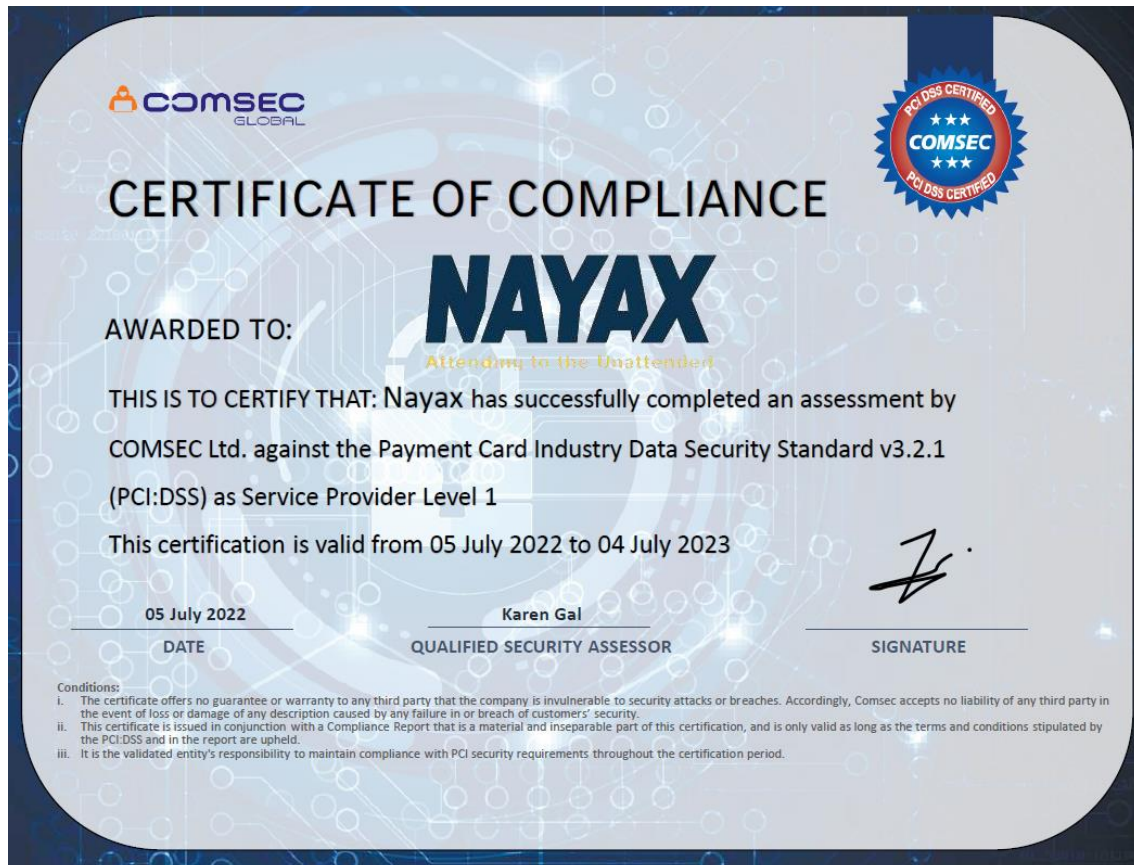 COMSEC
GLOBAL
PCI DSS CERTIFIED
★★★
COMSEC
★★★
PCI DSS CERTIFIED
CERTIFICATE OF COMPLIANCE
NAYAX
Attending to the Unattended
AWARDED TO:
THIS IS TO CERTIFY THAT: Nayax has successfully completed an assessment by
COMSEC Ltd. against the Payment Card Industry Data Security Standard v3.2.1
(PCI:DSS) as Service Provider Level 1
This certification is valid from 05 July 2022 to 04 July 2023
05 July 2022
DATE
Karen Gal
QUALIFIED SECURITY ASSESSOR
SIGNATURE
Conditions:
i. The certificate offers no guarantee or warranty to any third party that the company is invulnerable to security attacks or breaches. Accordingly, Comsec accepts no liability of any third party in
the event of loss or damage of any description caused by any failure in or breach of customers' security.
ii. This certificate is issued in conjunction with a Compliance Report that is a material and inseparable part of this certification, and is only valid as long as the terms and conditions stipulated by
the PCI:DSS and in the report are upheld.
iii. It is the validated entity's responsibility to maintain compliance with PCI security requirements throughout the certification period.